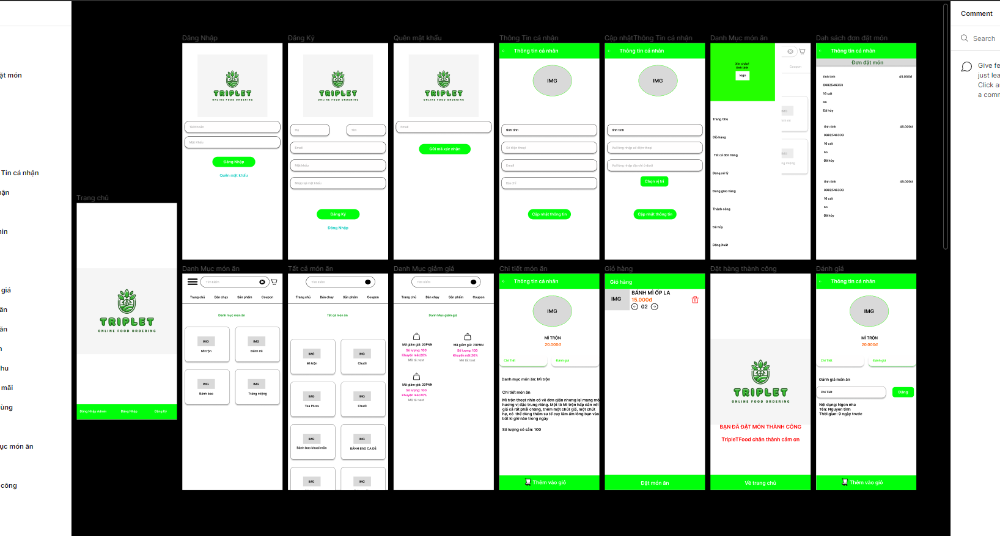 Comment
Search
Give fe
just lea
Click a
a comm
ặt món
Tin cá nhận
hận
min
giá
ăn
ăn
n
hu
mãi
ùng
ục món ăn
công
Trang chủ
TRIPLET
ONLINE FOOD ORDERING
Đăng Nhập Admin
Đăng Nhập
Đăng Ký
Đăng Nhập
TRIPLET
ONLINE FOOD ORDERING
Tài Khoản
Mật Khẩu
Đăng Nhập
Quên mật khẩu
Đăng Ký
TRIPLET
ONLINE FOOD ORDERING
Họ
Tên
Email
Mật khẩu
Nhập lại mật khẩu
Đăng Ký
Đăng Nhập
Quên mật khẩu
TRIPLET
ONLINE FOOD ORDERING
Email
Gửi mã xác nhận
Thông Tin cá nhận
← Thông tin cá nhân
IMG
tinh tinh
Số điện thoại
Email
Địa chỉ
Cập nhật thông tin
Cập nhậtThông Tin cá nhận
← Thông tin cá nhân
IMG
tinh tinh
Vui lòng nhập số điện thoại
Vui lòng nhập địa chỉ ở dưới
Chọn vị trí
Cập nhật thông tin
Danh Mục món ăn
Xin chào!
tinh tinh
logo
Coupon
Trang Chủ
Giỏ hàng
Tất cả đơn hàng
Đang xử lý
Đang giao hàng
Thành công
Đã hủy
Đăng Xuất
Dah sách đơn đặt món
Thông tin cá nhân
Đơn đặt món
tinh tinh 45.000đ
0982546333
16 cdt
no
Đã hủy
tinh tinh 45.000đ
0982546333
16 cdt
no
Đã hủy
tinh tinh 45.000đ
0982546333
16 cdt
no
Đã hủy
Danh Mục món ăn
Tìm kiếm
Trang chủ Bán chạy Sản phẩm Coupon
Danh mục món ăn
IMG IMG
Mì trộn Bánh mì
IMG IMG
Bánh bao Tráng miệng
Tất cả món ăn
Tìm kiếm
Trang chủ Bán chạy Sản phẩm Coupon
Tất cả món ăn
IMG IMG
Mì trộn Chuối
IMG IMG
Tea Pluss Chuối
IMG IMG
Bánh bao khoai môn BÁNH BAO CA DÉ
IMG IMG
Danh Mục giảm giá
Tìm kiếm
Trang chủ Bán chạy Sản phẩm Coupon
Danh Mục giảm giá
Mã giảm giá: 20PNN Mã giảm giá: 20PNN
Số lượng: 100 Số lượng: 100
Khuyến mãi:20% Khuyến mãi:20%
Mô tả: test Mô tả: test
Mã giảm giá: 20PNN
Số lượng: 100
Khuyến mãi:20%
Mô tả: test
Chi tiết món ăn
← Thông tin cá nhân
IMG
MÌ TRỘN
20.000đ
Chi Tiết Đánh giá
Danh mục món ăn: Mì trộn
Chi tiết món ăn
Mì trộn thoạt nhìn có vẻ đơn giản nhưng lại mang mộ
hương vị đặc trưng riêng. Một tô Mì trộn hấp dẫn với
giá cả rất phải chăng, thêm một chút giá, một chút
hẹ, có thể dùng thêm sa tế cay làm ấm lòng bạn vào
bất kì giờ nào trong ngày
Số lượng có sẵn: 100
Thêm vào giỏ
Giỏ hàng
Giỏ hàng
IMG
BÁNH MÌ ỐP LA
15.000đ
02
Đặt món ăn
Đặt hàng thành công
TRIPLET
ONLINE FOOD ORDERING
BẠN ĐÃ ĐẶT MÓN THÀNH CÔNG
TripleTFood chân thành cảm ơn
Về trang chủ
Đánh giá
← Thông tin cá nhân
IMG
MÌ TRỘN
20.000đ
Chi Tiết Đánh giá
Đánh giá món ăn
Chi Tiết
Đăng
Nội dụng: Ngon nha
Tên: Nguyen tinh
Thời gian: 9 ngày trước
Thêm vào giỏ